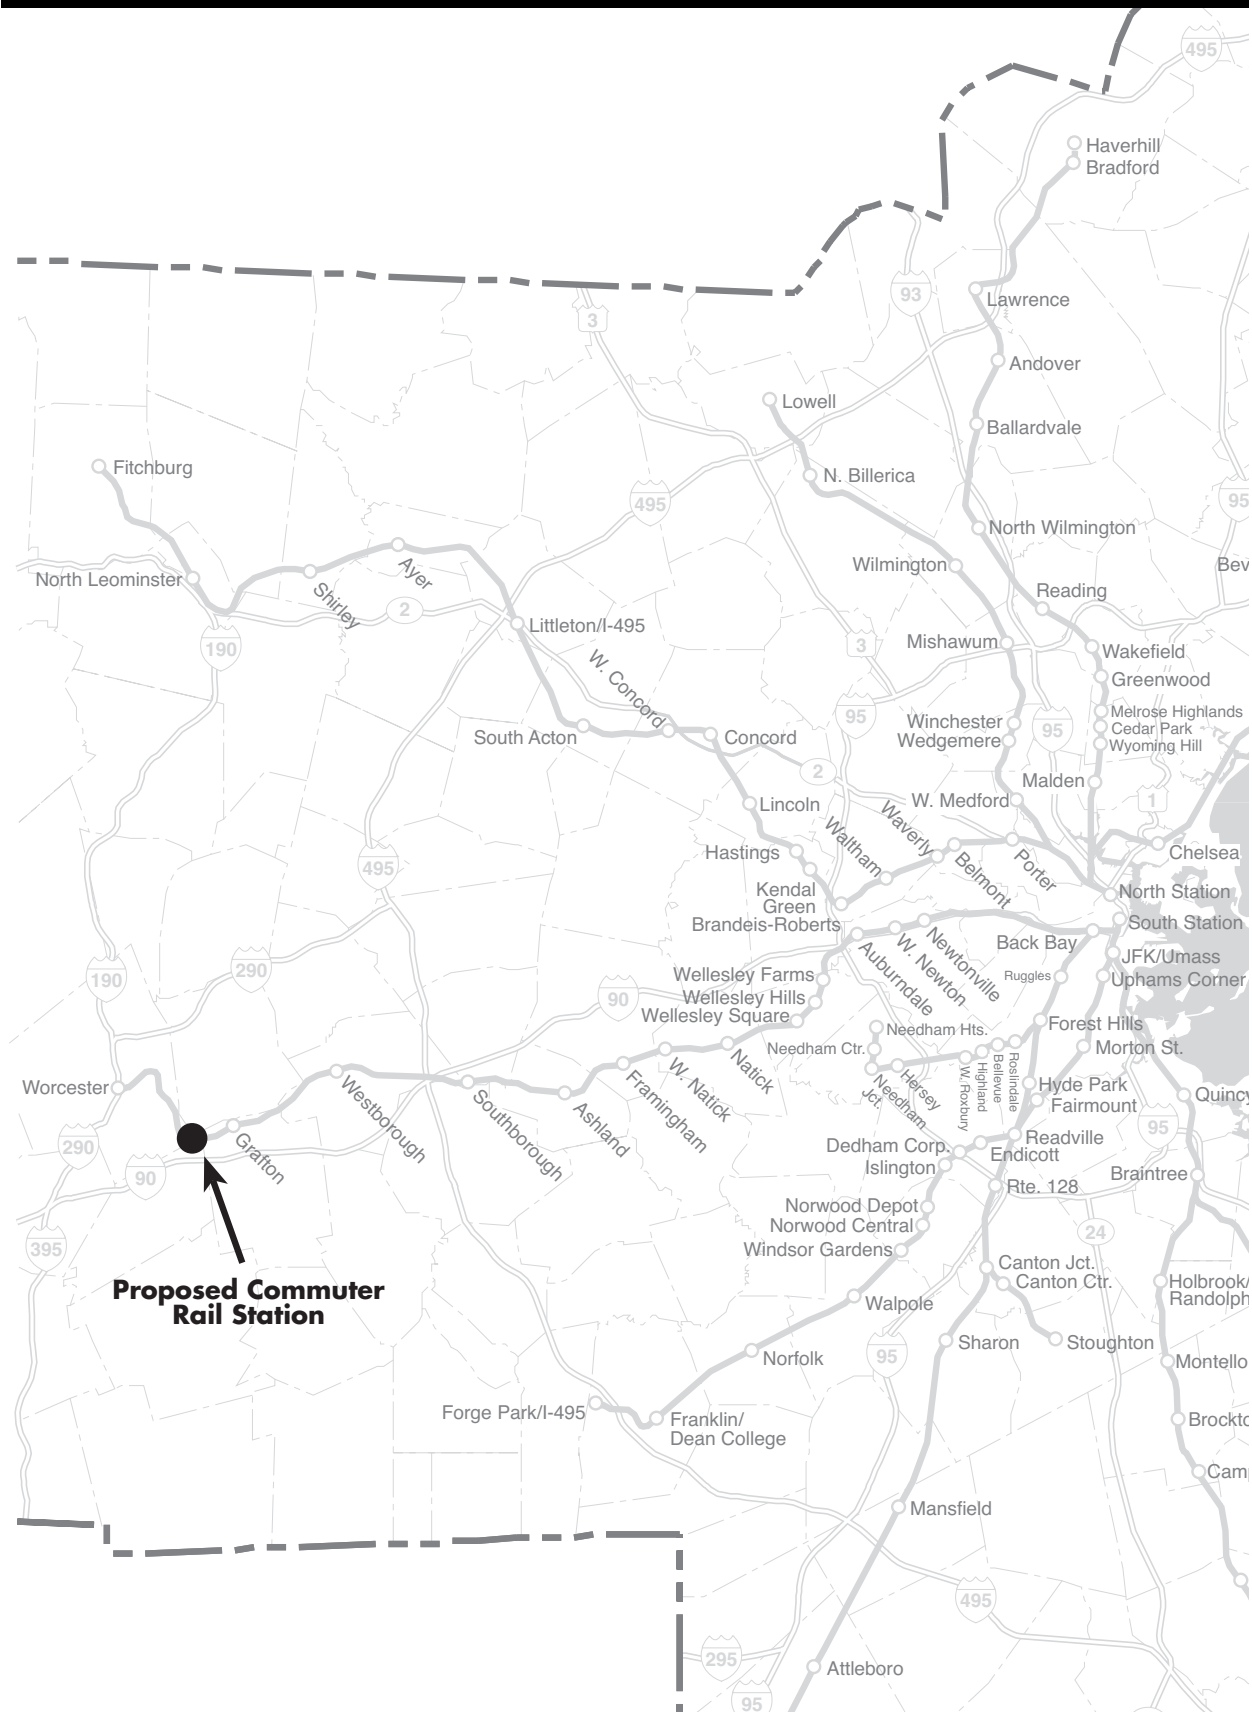 495
Haverhill
Bradford
93
Lawrence
3
Andover
Lowell
Ballardvale
Fitchburg
N. Billerica
495
95
North Wilmington
Ayer
Wilmington
Bev
North Leominster
Shirley
2
Reading
Littleton/I-495
190
3
Mishawum
Wakefield
W. Concord
Greenwood
95
Melrose Highlands
Winchester
95
Cedar Park
South Acton
Concord
Wedgemere
Wyoming Hill
2
Malden
Lincoln
W. Medford
1
Waverly
Waltham
Hastings
Porter
Chelsea
495
Belmont
Kendal
Green
North Station
Brandeis-Roberts
South Station
Newtonville
W. Newton
Back Bay
Auburndale
JFK/Umass
290
190
Wellesley Farms
Ruggles
Uphams Corner
90
Wellesley Hills
Wellesley Square
Needham Hts.
Forest Hills
Needham Ctr.
Morton St.
Natick
W. Natick
Worcester
Framingham
Hersey
Needham
Jct.
W. Roxbury
Highland
Bellevue
Roslindale
Hyde Park
Fairmount
Quincy
Westborough
Southborough
Ashland
95
290
Grafton
Dedham Corp.
Readville
Endicott
Islington
Braintree
90
Rte. 128
Norwood Depot
Norwood Central
24
395
Windsor Gardens
Canton Jct.
Canton Ctr.
Holbrook/
Randolph
Proposed Commuter
Rail Station
Walpole
Sharon
Stoughton
Norfolk
95
Montello
Forge Park/I-495
Franklin/
Dean College
Brockto
Camp
Mansfield
495
295
Attleboro
95